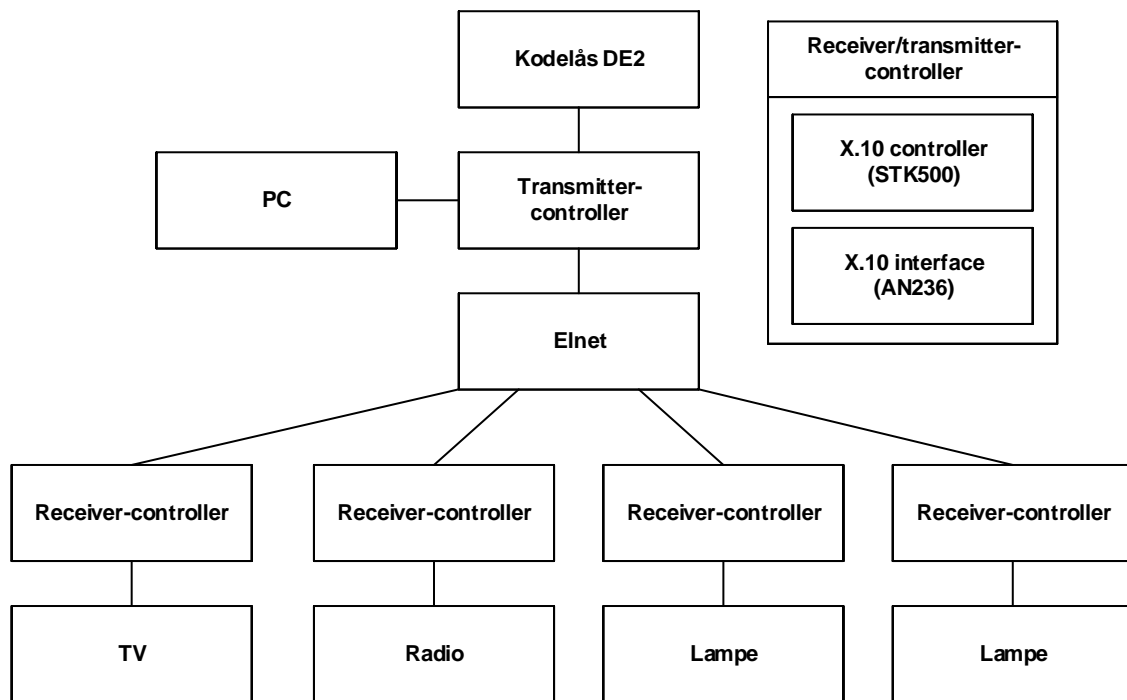 Kodelås DE2
Receiver/transmitter-
controller
X.10 controller
(STK500)
PC
Transmitter-
controller
X.10 interface
(AN236)
Elnet
Receiver-controller
Receiver-controller
Receiver-controller
Receiver-controller
TV
Radio
Lampe
Lampe